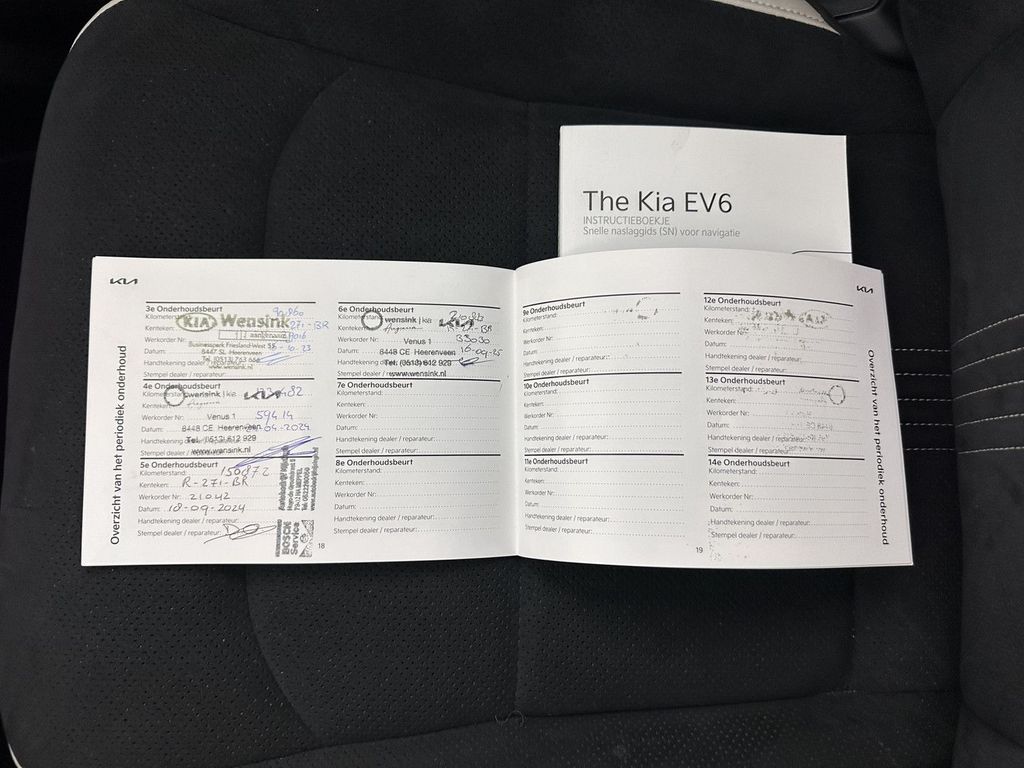 The Kia EV6
INSTRUCTIEBOEKJE
Snelle naslaggids (SN) voor navigatie
KIA
Overzicht van het periodiek onderhoud
3e Onderhoudsbeurt
Kilometerstand:
Kenteken:
Werkorder Nr:
Datum:
Handtekening dealer / reparateur:
Stempel dealer / reparateur:
KIA Wensink
Businesspark Friesland-West
8447 SL Heerenveen
www.wensink.nl
4e Onderhoudsbeurt
Kilometerstand:
Kenteken:
Werkorder Nr: 59414
Datum: 04-2024
Handtekening
Stempel dealer / reparateur:
wensink | kia
Venus 1
8448 CE Heerenveen
Tel. (0513) 612 929
www.wensink.nl
5e Onderhoudsbeurt
Kilometerstand: 150872
Kenteken: R-271-BR
Werkorder Nr: 21042
Datum: 18-09-2024
Handtekening dealer / reparateur:
Stempel dealer / reparateur:
BOSCH
Service
18
6e Onderhoudsbeurt
Kilometerstand:
Kenteken:
Werkorder Nr:
Datum:
Handtekening dealer
Stempel dealer /
wensink | kia
Venus 1
8448 CE Heerenveen
Tel. (0513) 612 929
www.wensink.nl
7e Onderhoudsbeurt
Kilometerstand:
Kenteken:
Werkorder Nr:
Datum:
Handtekening dealer / reparateur:
Stempel dealer / reparateur:
8e Onderhoudsbeurt
Kilometerstand:
Kenteken:
Werkorder Nr:
Datum:
Handtekening dealer / reparateur:
Stempel dealer / reparateur:
9e Onderhoudsbeurt
Kilometerstand:
Kenteken:
Werkorder Nr:
Datum:
Handtekening dealer / reparateur:
Stempel dealer / reparateur:
10e Onderhoudsbeurt
Kilometerstand:
Kenteken:
Werkorder Nr:
Datum:
Handtekening dealer / reparateur:
Stempel dealer / reparateur:
11e Onderhoudsbeurt
Kilometerstand:
Kenteken:
Werkorder Nr:
Datum:
Handtekening dealer / reparateur:
Stempel dealer / reparateur:
12e Onderhoudsbeurt
Kilometerstand:
Kenteken:
Werkorder Nr:
Datum:
Handtekening dealer / reparateur:
Stempel dealer / reparateur:
13e Onderhoudsbeurt
Kilometerstand:
Kenteken:
Werkorder Nr:
Datum:
Handtekening dealer / reparateur:
Stempel dealer / reparateur:
14e Onderhoudsbeurt
Kilometerstand:
Kenteken:
Werkorder Nr:
Datum:
Handtekening dealer / reparateur:
Stempel dealer / reparateur:
19
KIA
Overzicht van het periodiek onderhoud